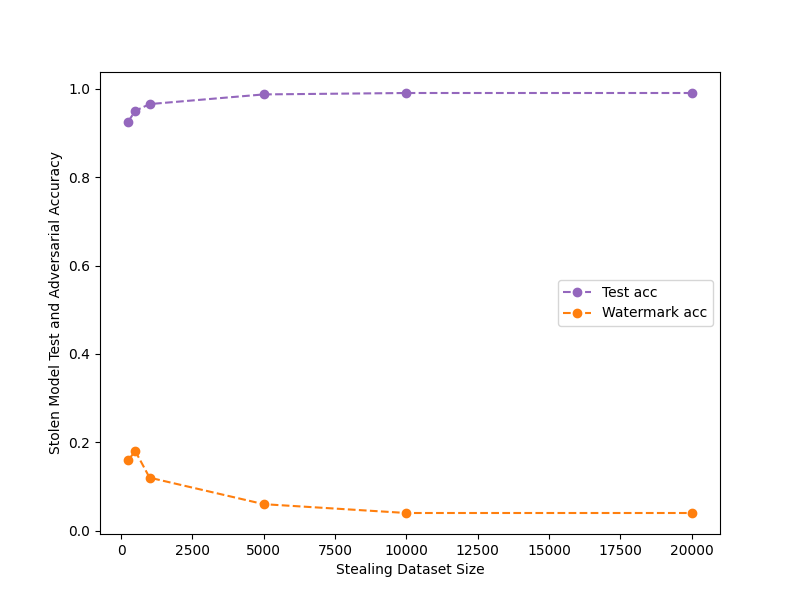 1.0
0.8
0.6
0.4
0.2
0.0
Stolen Model Test and Adversarial Accuracy
Test acc
Watermark acc
0 2500 5000 7500 10000 12500 15000 17500 20000
Stealing Dataset Size